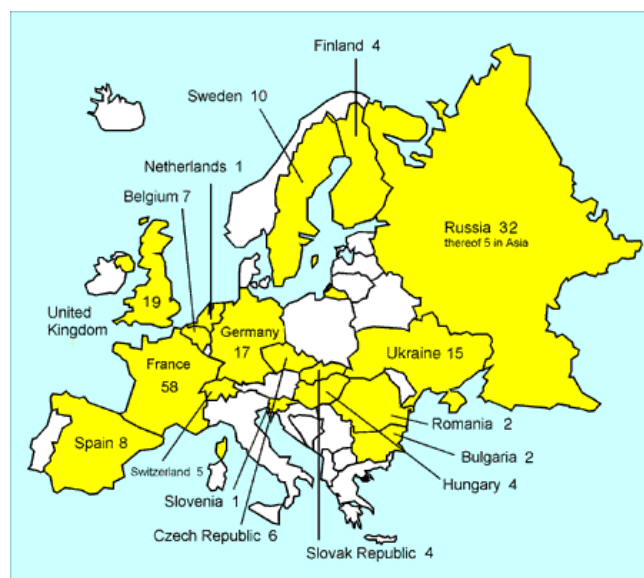 Finland 4
Sweden 10
Netherlands 1
Belgium 7
Russia 32
thereof 5 in Asia
19
United
Kingdom
Germany
17
Ukraine 15
France
58
Romania 2
Spain 8
Bulgaria 2
Switzerland 5
Hungary 4
Slovenia 1
Czech Republic 6
Slovak Republic 4